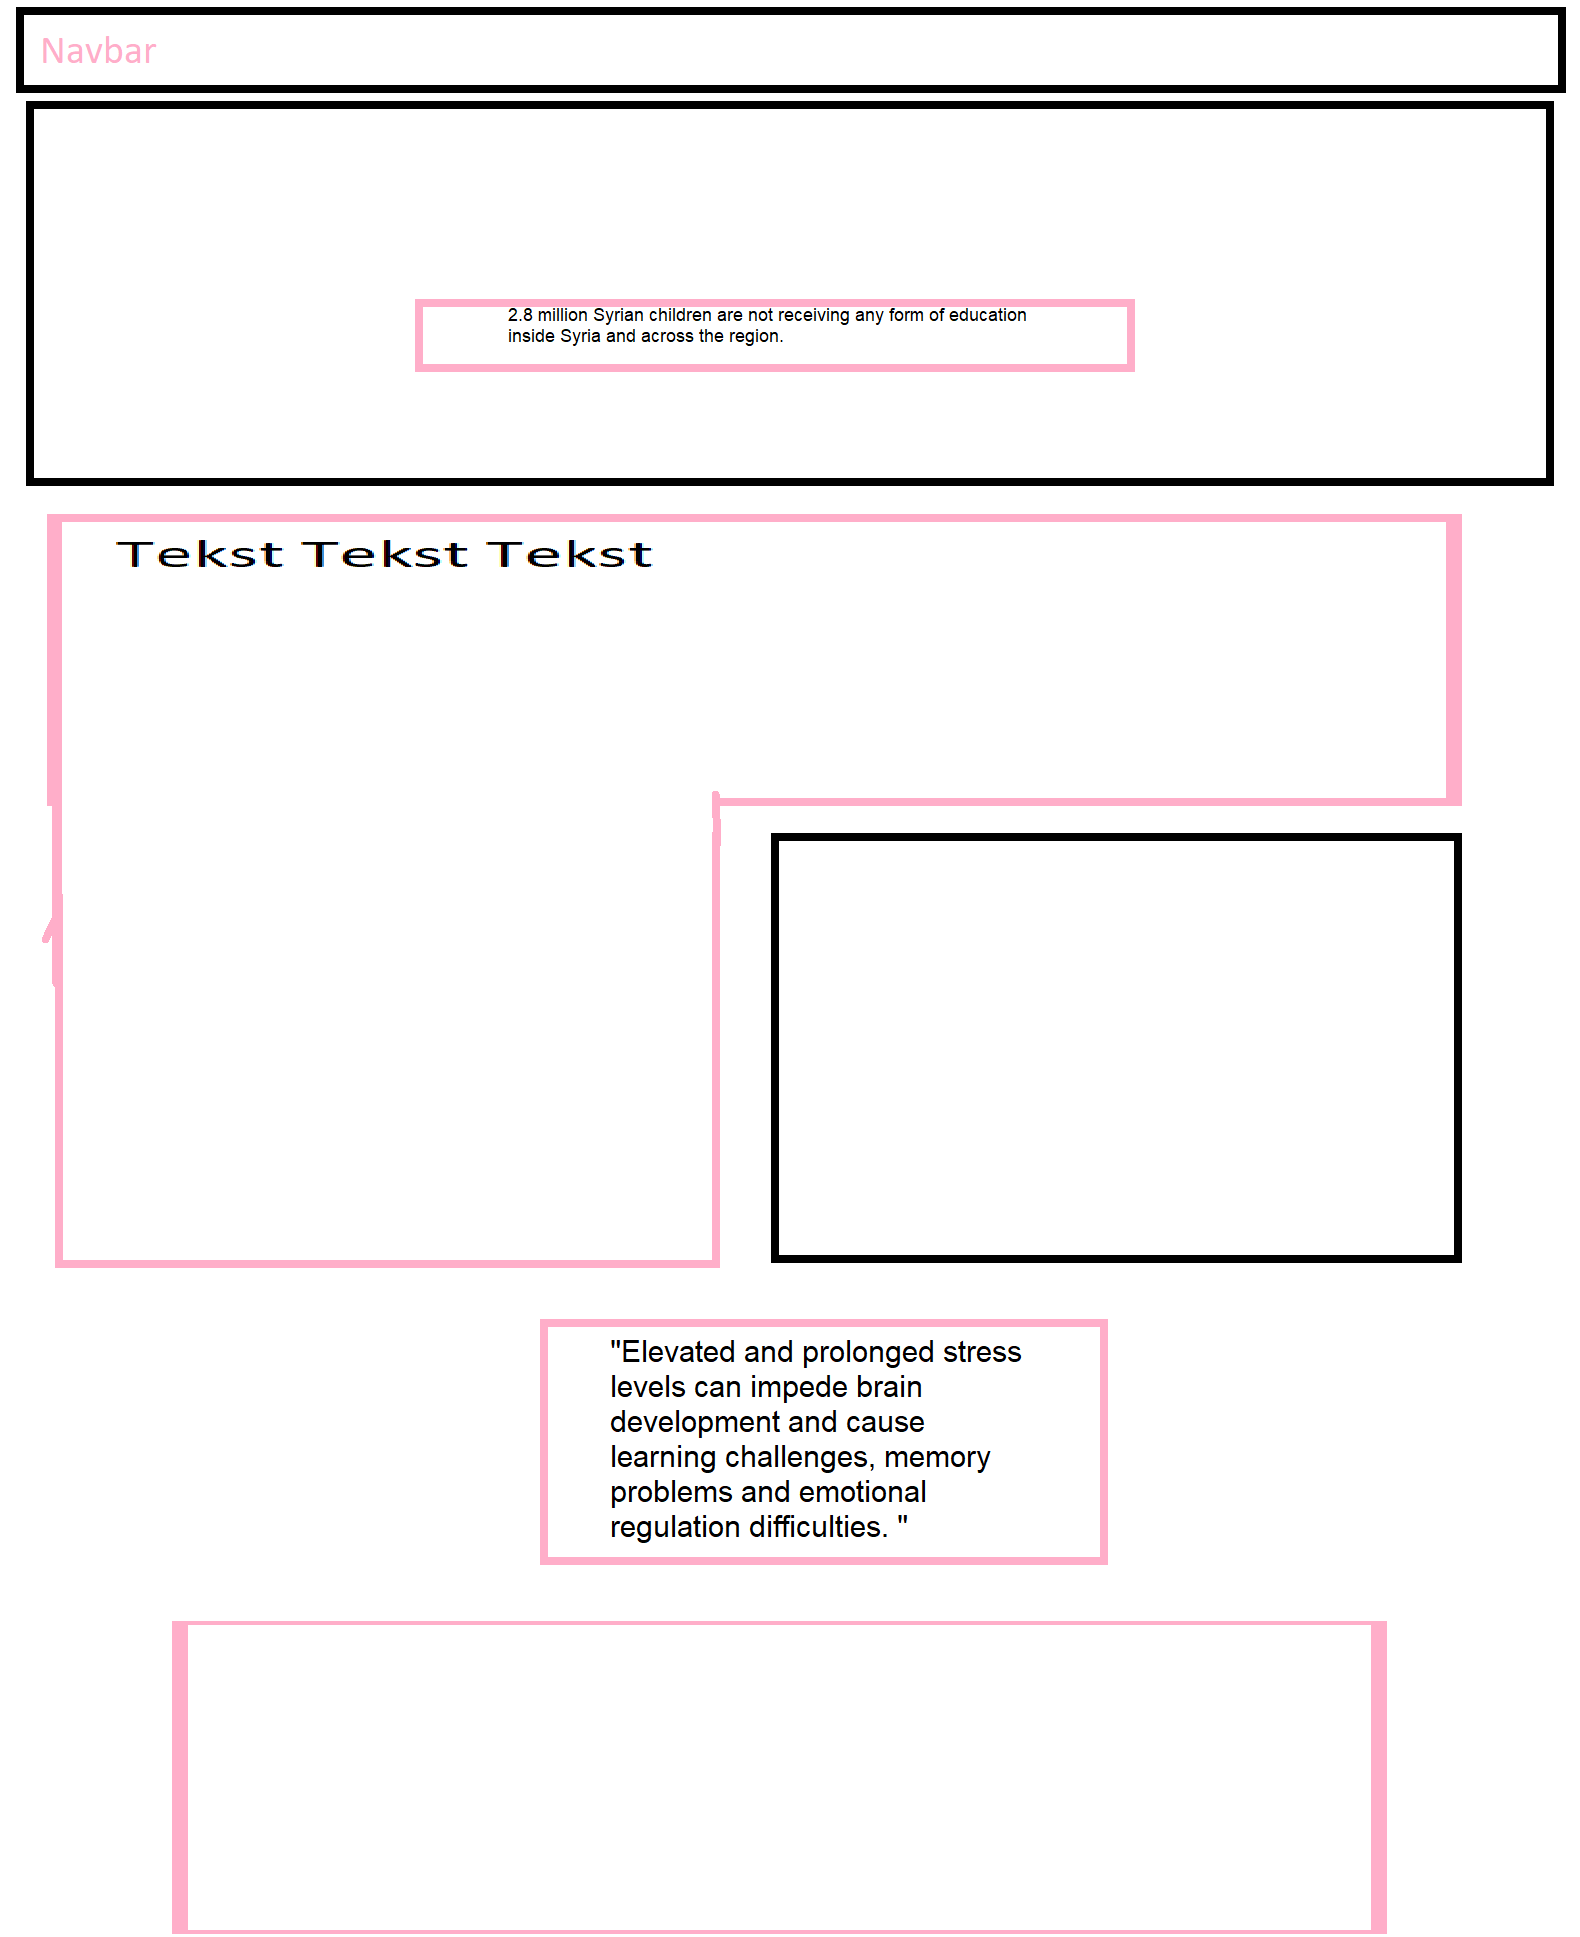 Navbar
2.8 million Syrian children are not receiving any form of education
inside Syria and across the region.
Tekst Tekst Tekst
"Elevated and prolonged stress
levels can impede brain
development and cause
learning challenges, memory
problems and emotional
regulation difficulties. "